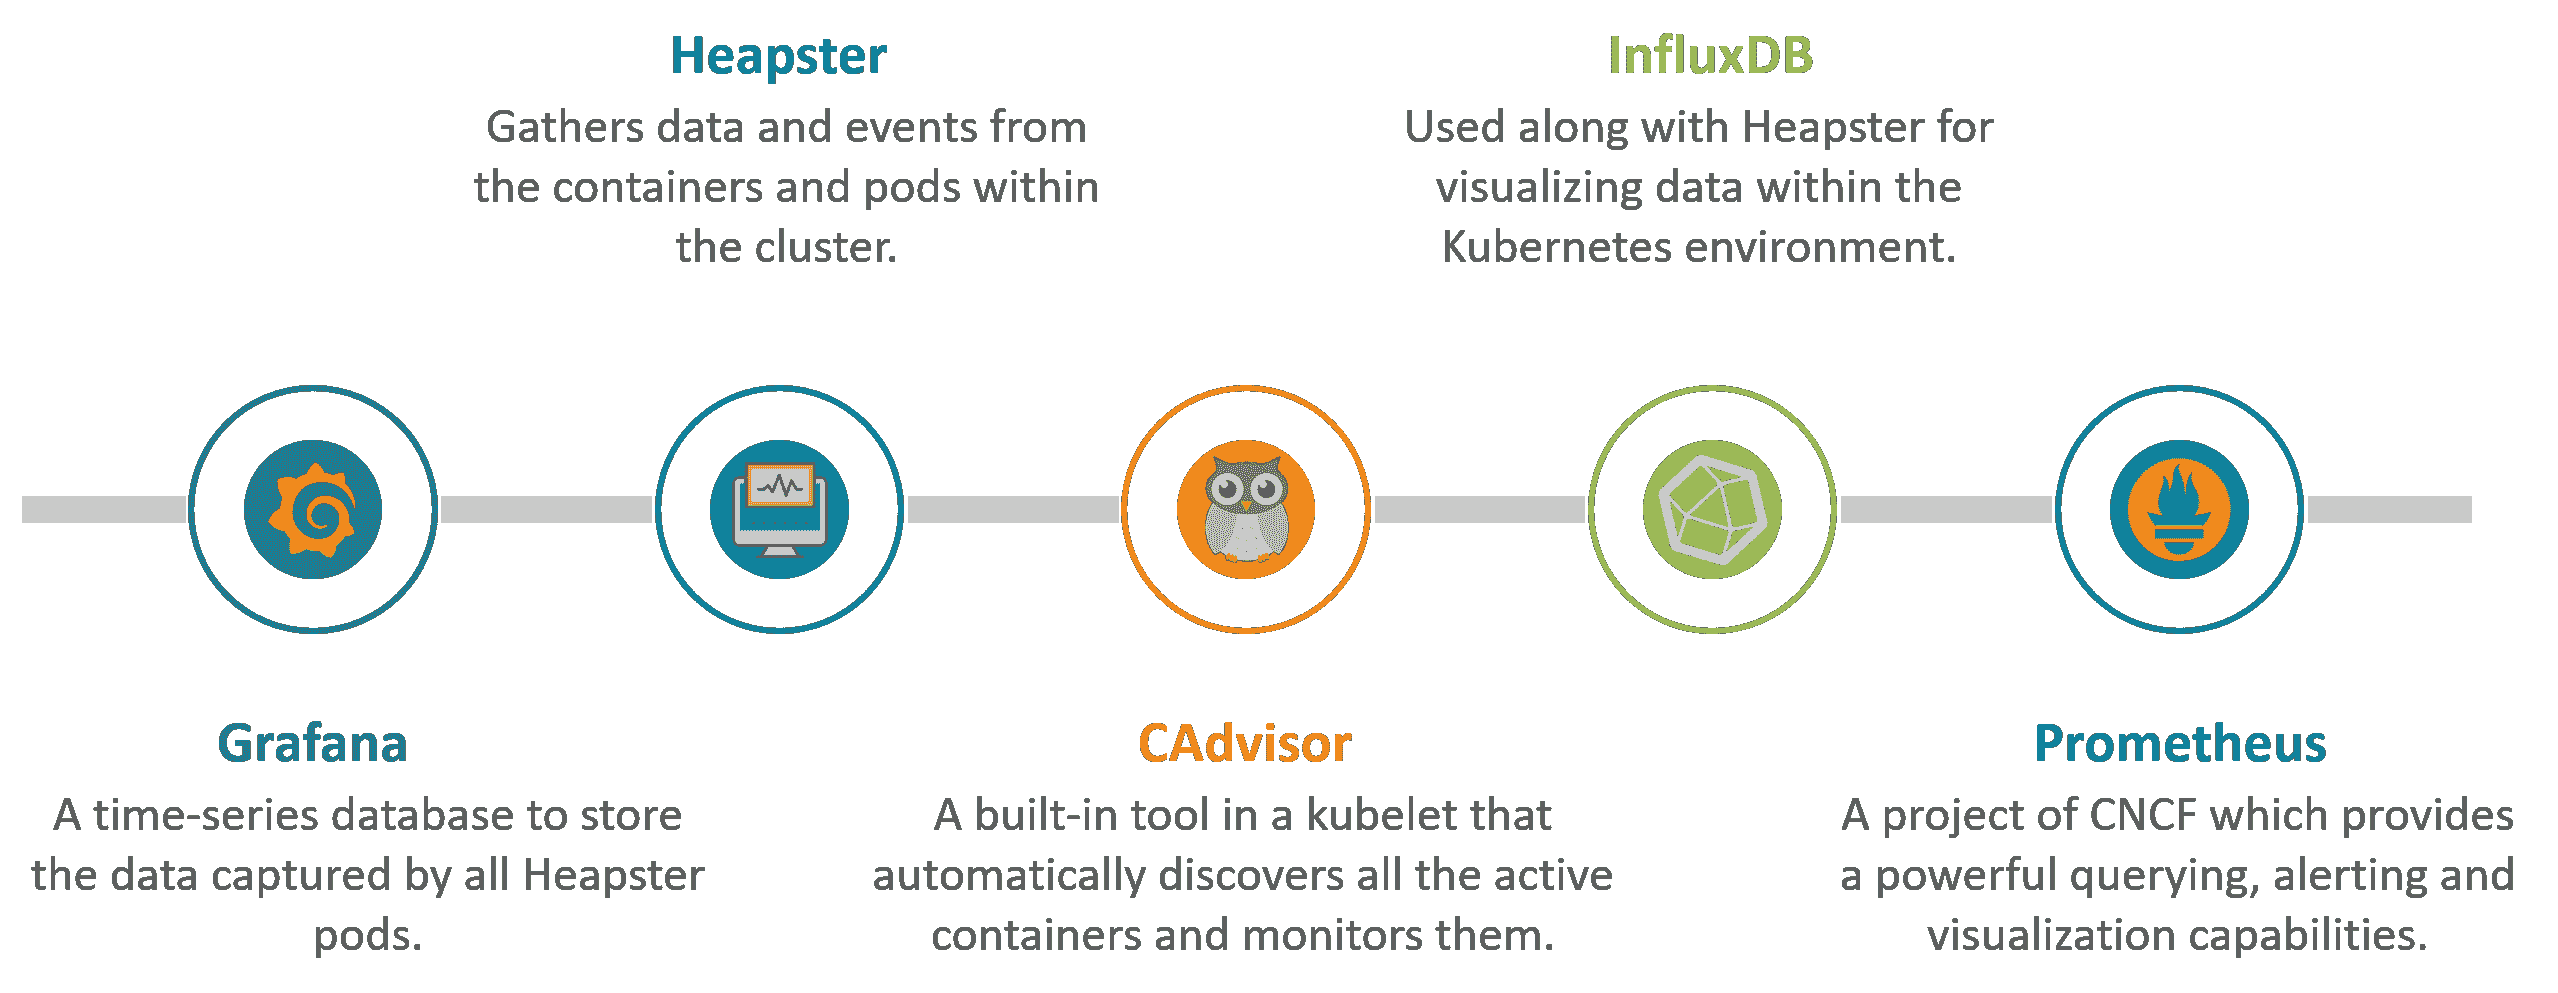 Heapster
Gathers data and events from
the containers and pods within
the cluster.
InfluxDB
Used along with Heapster for
visualizing data within the
Kubernetes environment.
Grafana
A time-series database to store
the data captured by all Heapster
pods.
CAdvisor
A built-in tool in a kubelet that
automatically discovers all the active
containers and monitors them.
Prometheus
A project of CNCF which provides
a powerful querying, alerting and
visualization capabilities.